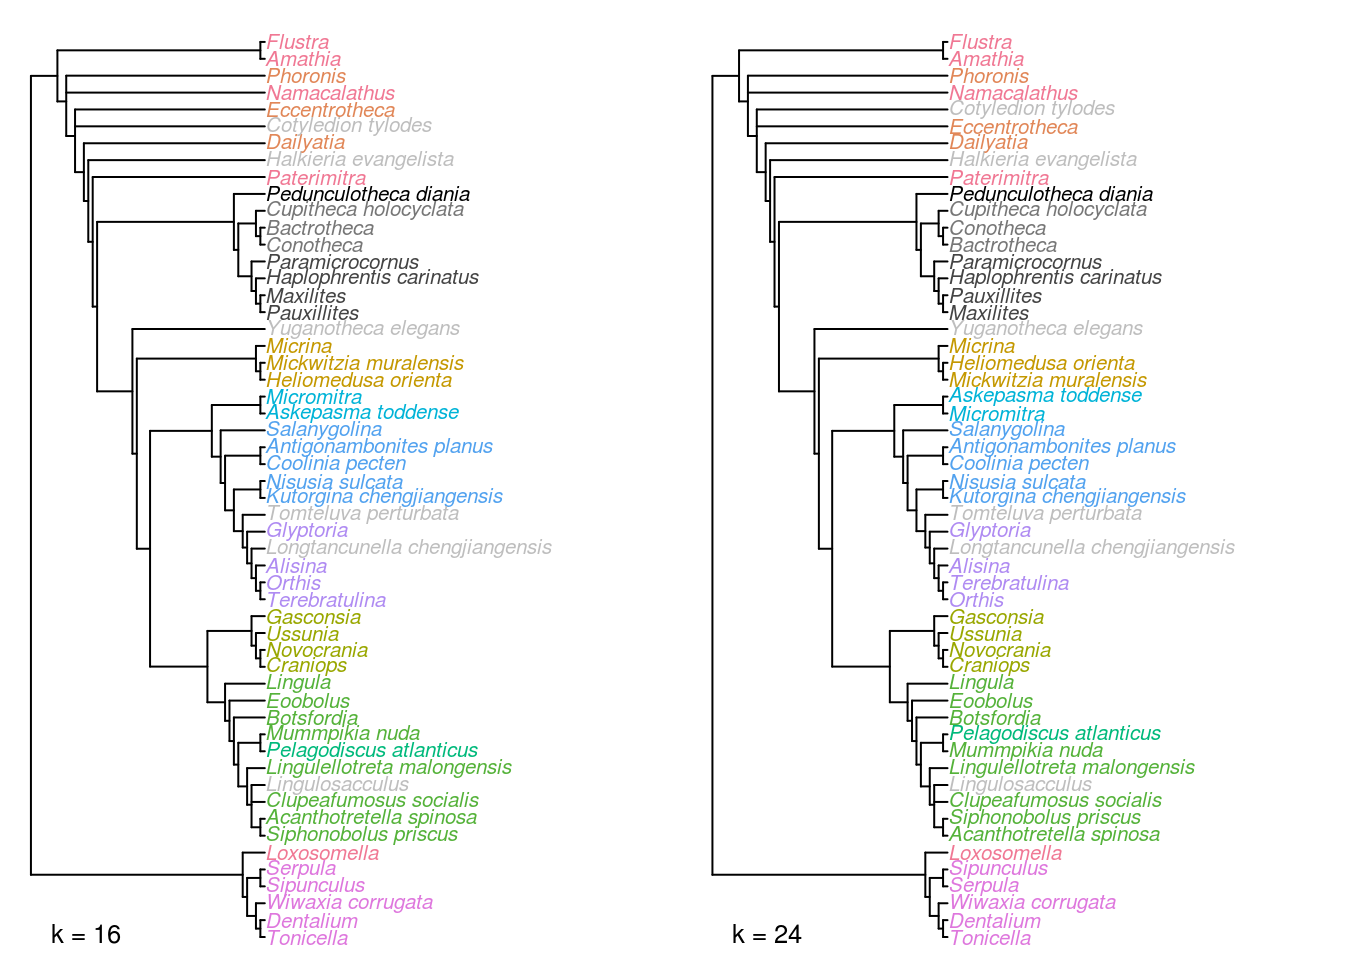 Flustra
Amathia
Phoronis
Namacalathus
Eccentrotheca
Cotyledion tylodes
Dailyatia
Halkieria evangelista
Paterimitra
Pedunculotheca diania
Cupitheca holocyclata
Bactrotheca
Conotheca
Paramicrocornus
Haplophrentis carinatus
Maxilites
Pauxillites
Yuganotheca elegans
Micrina
Mickwitzia muralensis
Heliomedusa orienta
Micromitra
Askepasma toddense
Salanygolina
Antigonambonites planus
Coolinia pecten
Nisusia sulcata
Kutorgina chengjiangensis
Tomteluva perturbata
Glyptoria
Longtancunella chengjiangensis
Alisina
Orthis
Terebratulina
Gasconsia
Ussunia
Novocrania
Craniops
Lingula
Eoobolus
Botsfordia
Mummpikia nuda
Pelagodiscus atlanticus
Lingulellotreta malongensis
Lingulosacculus
Clupeafumosus socialis
Acanthotretella spinosa
Siphonobolus priscus
Loxosomella
Serpula
Sipunculus
Wiwaxia corrugata
Dentalium
Tonicella
k = 16
Flustra
Amathia
Phoronis
Namacalathus
Cotyledion tylodes
Eccentrotheca
Dailyatia
Halkieria evangelista
Paterimitra
Pedunculotheca diania
Cupitheca holocyclata
Conotheca
Bactrotheca
Paramicrocornus
Haplophrentis carinatus
Pauxillites
Maxilites
Yuganotheca elegans
Micrina
Heliomedusa orienta
Mickwitzia muralensis
Askepasma toddense
Micromitra
Salanygolina
Antigonambonites planus
Coolinia pecten
Nisusia sulcata
Kutorgina chengjiangensis
Tomteluva perturbata
Glyptoria
Longtancunella chengjiangensis
Alisina
Terebratulina
Orthis
Gasconsia
Ussunia
Novocrania
Craniops
Lingula
Eoobolus
Botsfordia
Pelagodiscus atlanticus
Mummpikia nuda
Lingulellotreta malongensis
Lingulosacculus
Clupeafumosus socialis
Siphonobolus priscus
Acanthotretella spinosa
Loxosomella
Sipunculus
Serpula
Wiwaxia corrugata
Dentalium
Tonicella
k = 24